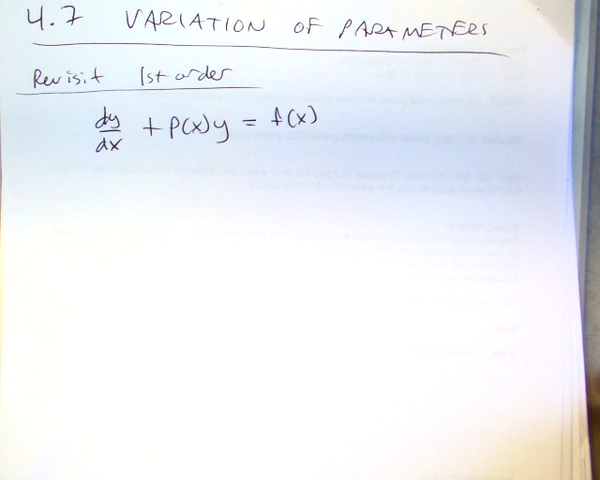 4.7 VARIATION OF PARAMETERS
Revisit 1st order
dy/dx + P(x)y = f(x)